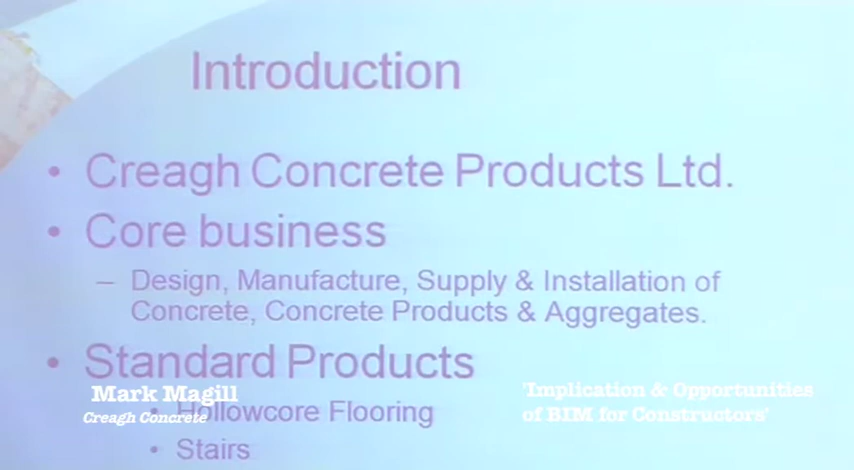 Introduction
• Creagh Concrete Products Ltd.
• Core business
– Design, Manufacture, Supply & Installation of
Concrete, Concrete Products & Aggregates.
• Standard Products
• Hollowcore Flooring
• Stairs
Mark Magill
Creagh Concrete
'Implication & Opportunities
of BIM for Constructors'